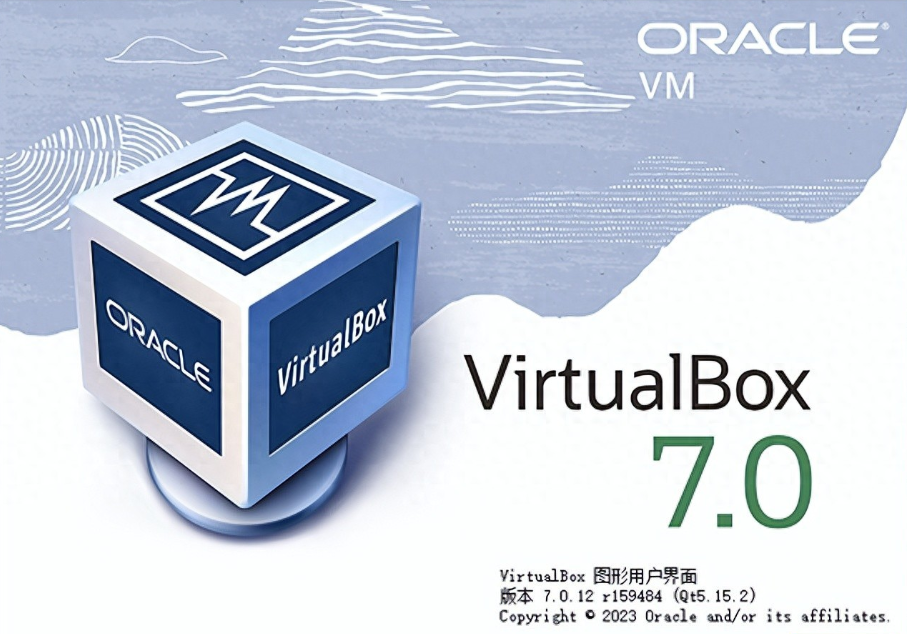 ORACLE®
VM
VM
ORACLE
VirtualBox
VirtualBox
7.0
VirtualBox 图形用户界面
版本 7.0.12 r159484 (Qt5.15.2)
Copyright © 2023 Oracle and/or its affiliates.